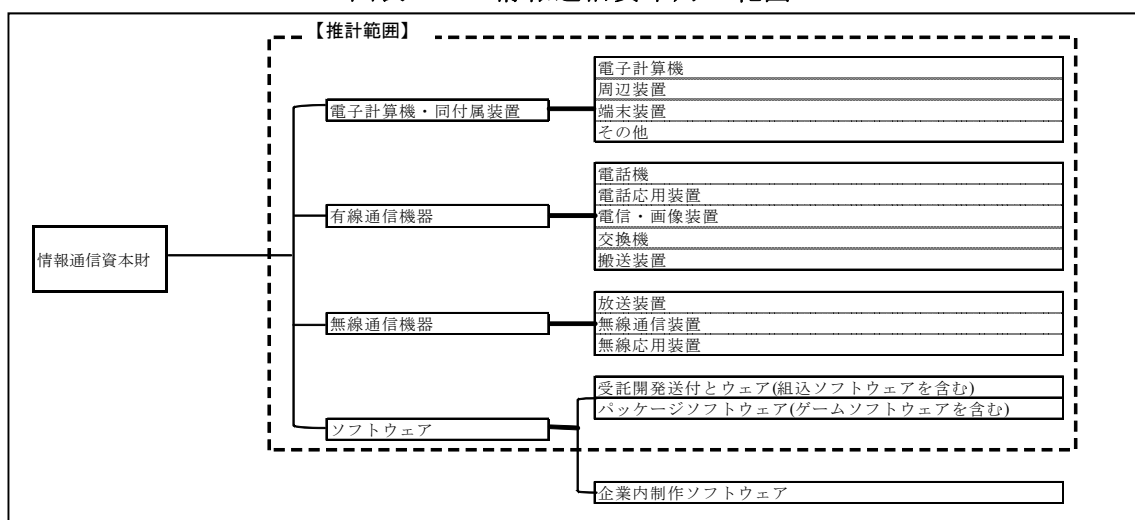 【推計範囲】
電子計算機
周辺装置
電子計算機・同付属装置
端末装置
その他
電話機
電話応用装置
有線通信機器
電信・画像装置
交換機
搬送装置
情報通信資本財
放送装置
無線通信機器
無線通信装置
無線応用装置
受託開発送付とウェア(組込ソフトウェアを含む)
パッケージソフトウェア(ゲームソフトウェアを含む)
ソフトウェア
企業内制作ソフトウェア